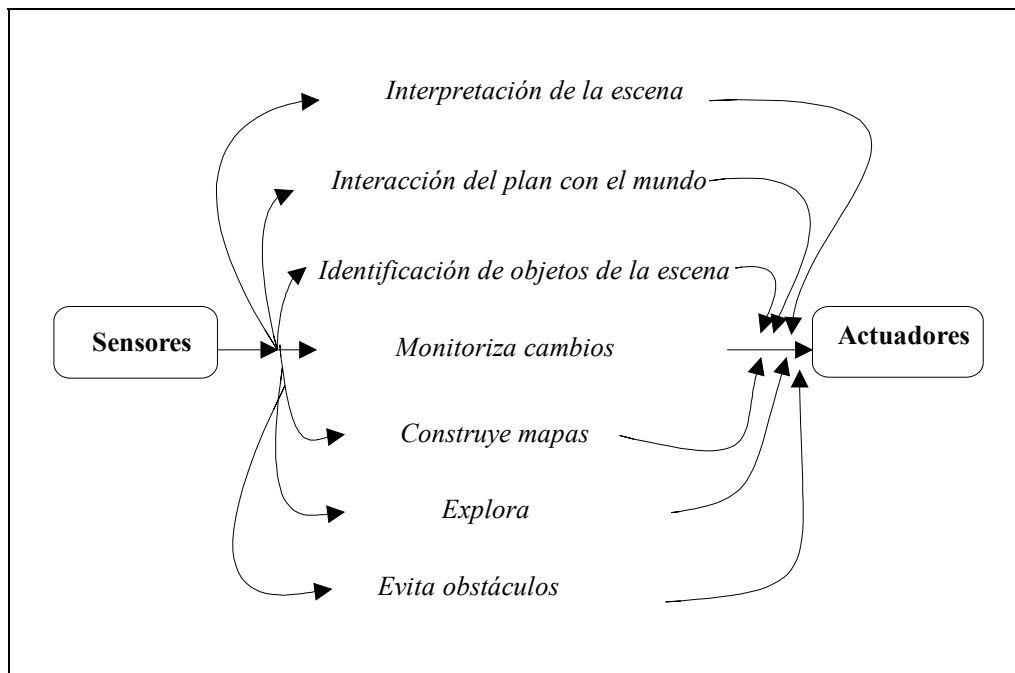 Interpretación de la escena
Interacción del plan con el mundo
Identificación de objetos de la escena
Sensores
Monitoriza cambios
Actuadores
Construye mapas
Explora
Evita obstáculos